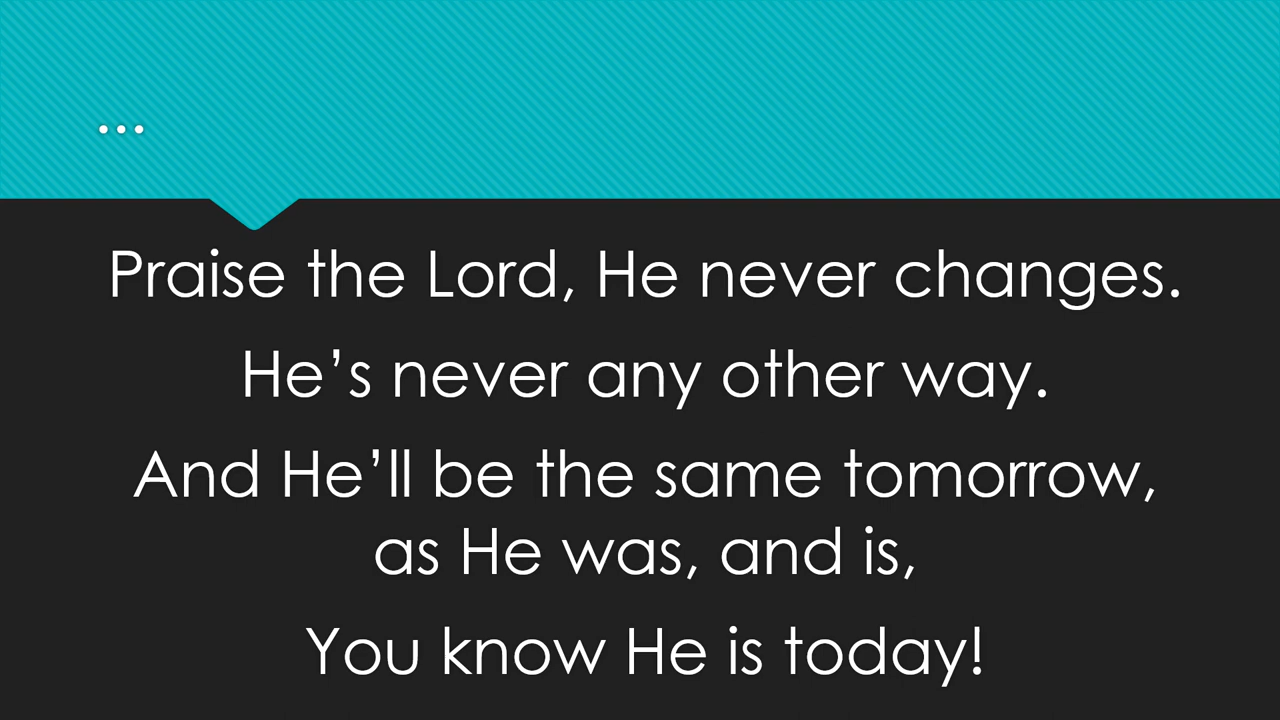 ...
Praise the Lord, He never changes.
He’s never any other way.
And He’ll be the same tomorrow,
as He was, and is,
You know He is today!